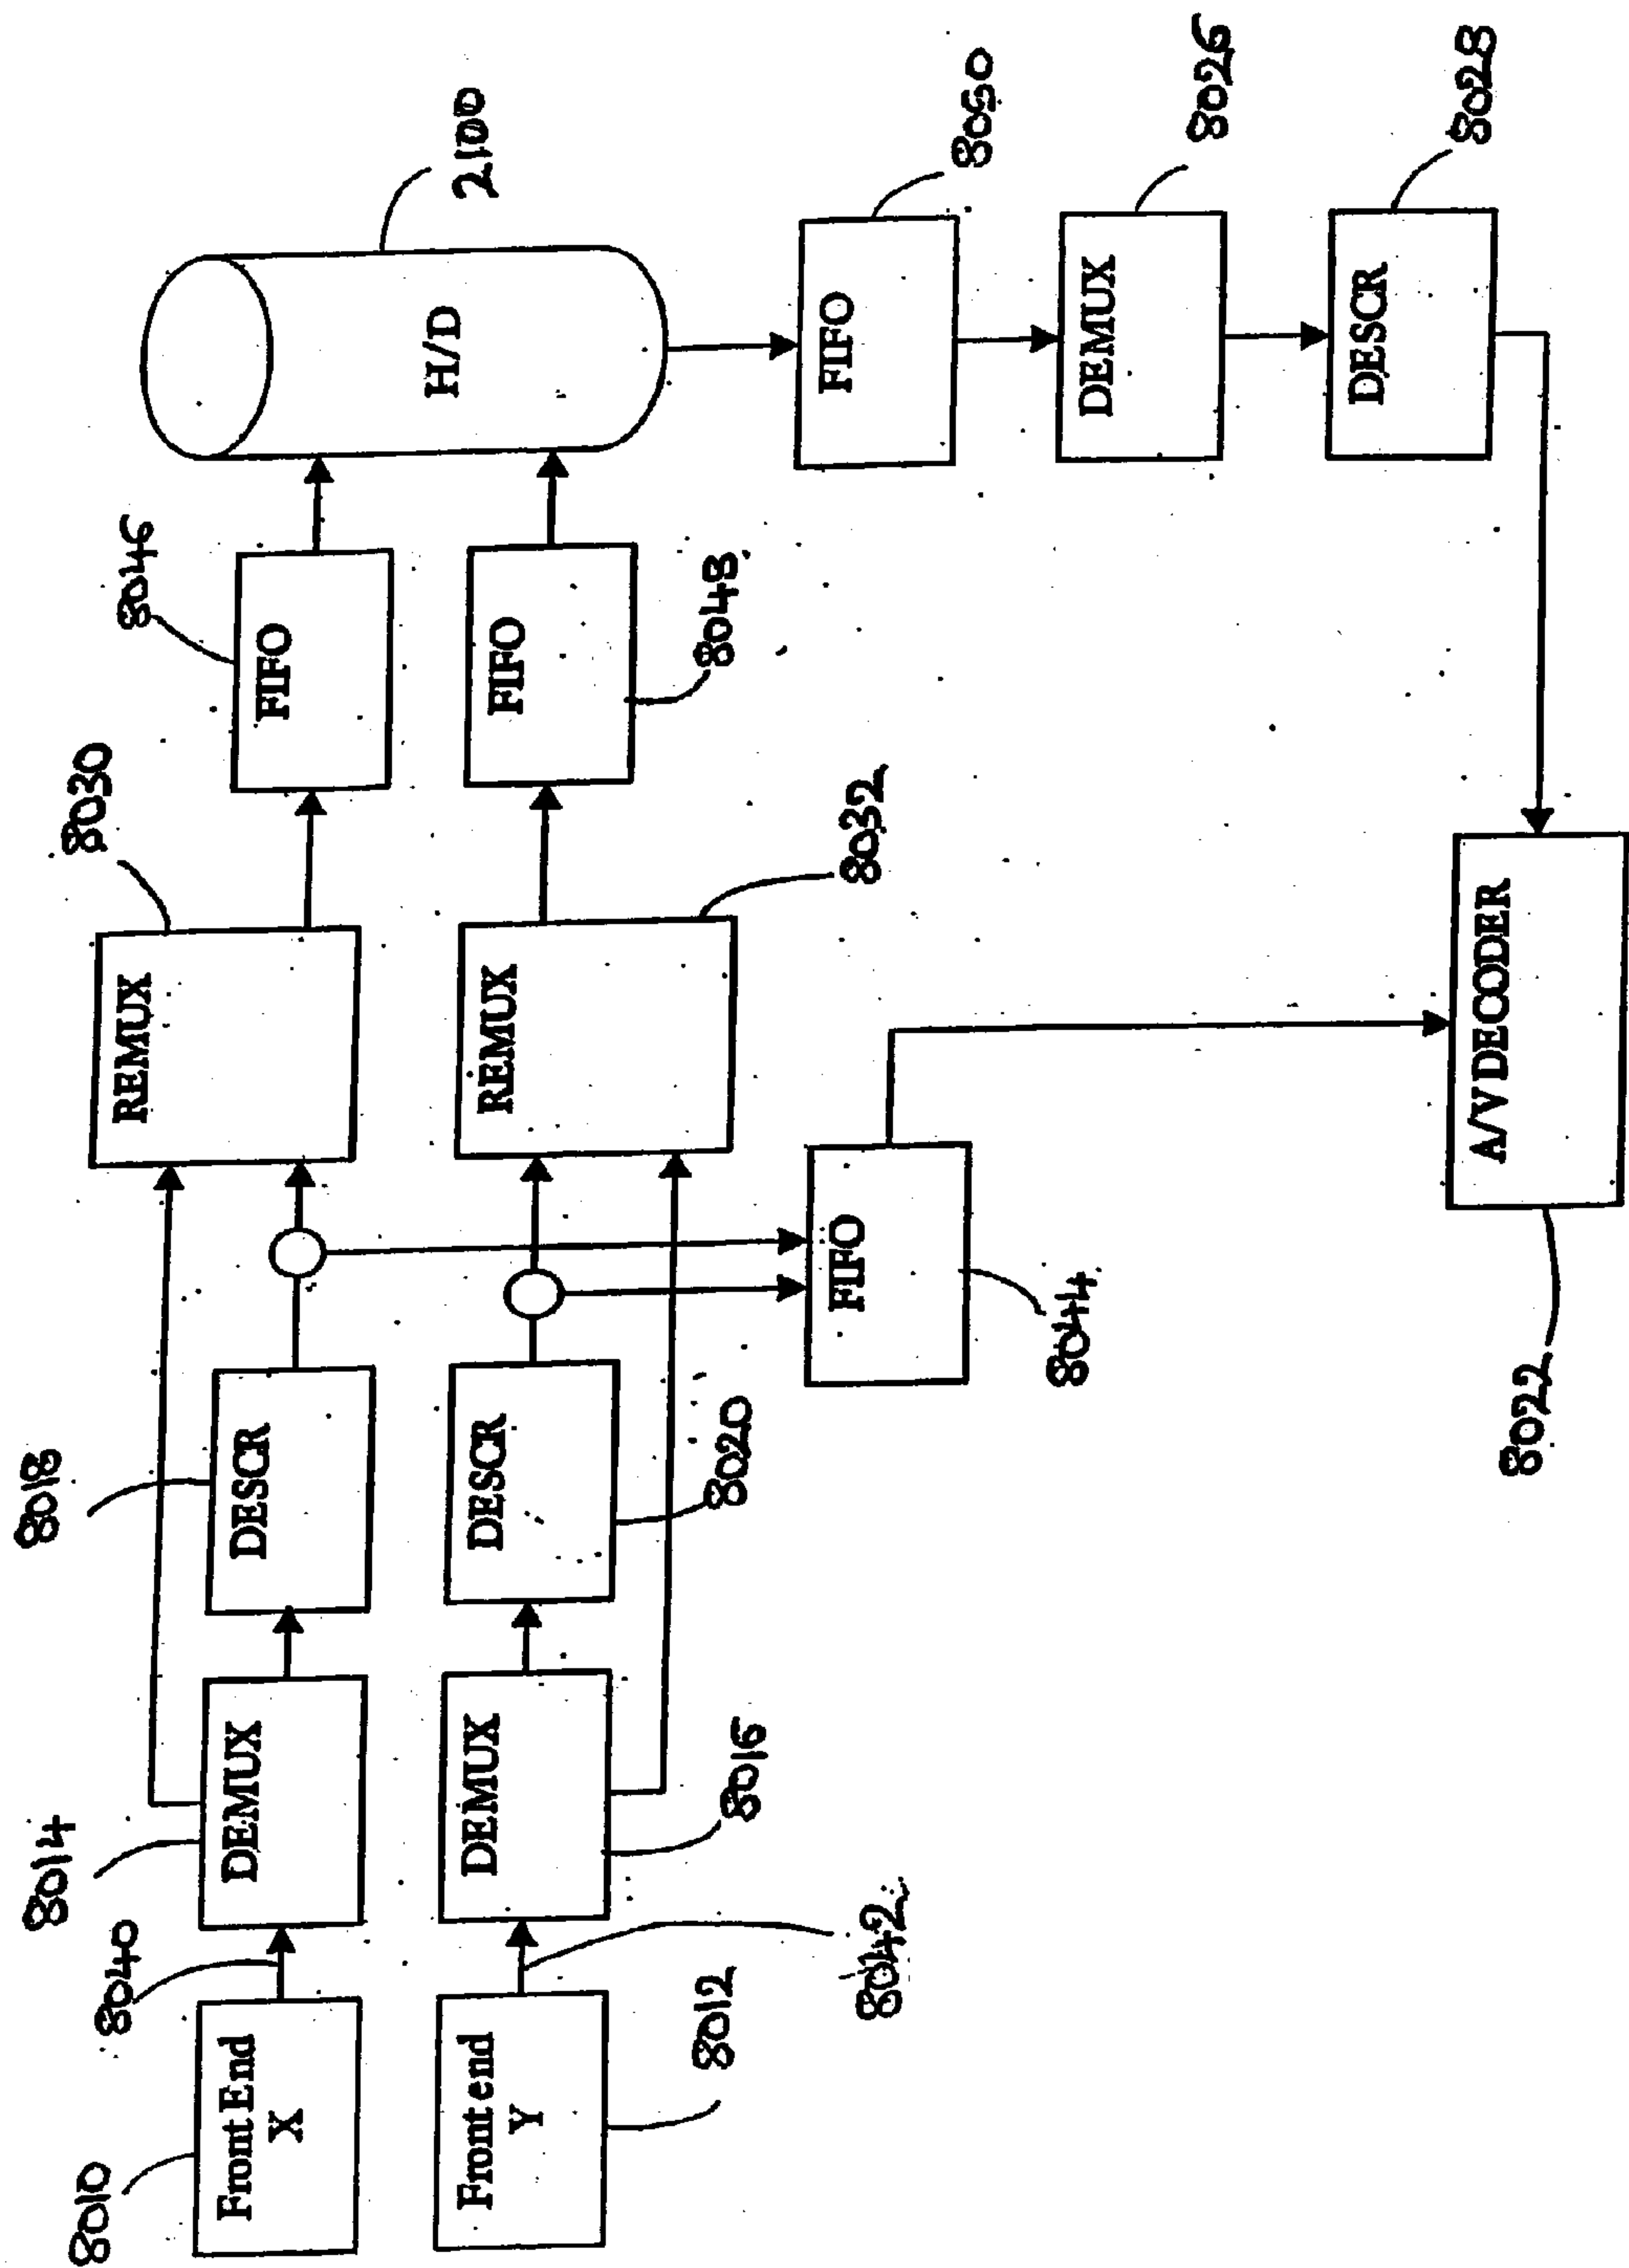 8010
Front End
X
8040
8014
DEMUX
8018
DESCR
8030
REMUX
8046
FIFO
H/D
2100
8012
Front end
Y
8042
8016
DEMUX
8020
DESCR
8032
REMUX
8048
FIFO
8044
FIFO
FIFO
8050
DEMUX
8026
DESCR
8028
A/V DECODER
8022